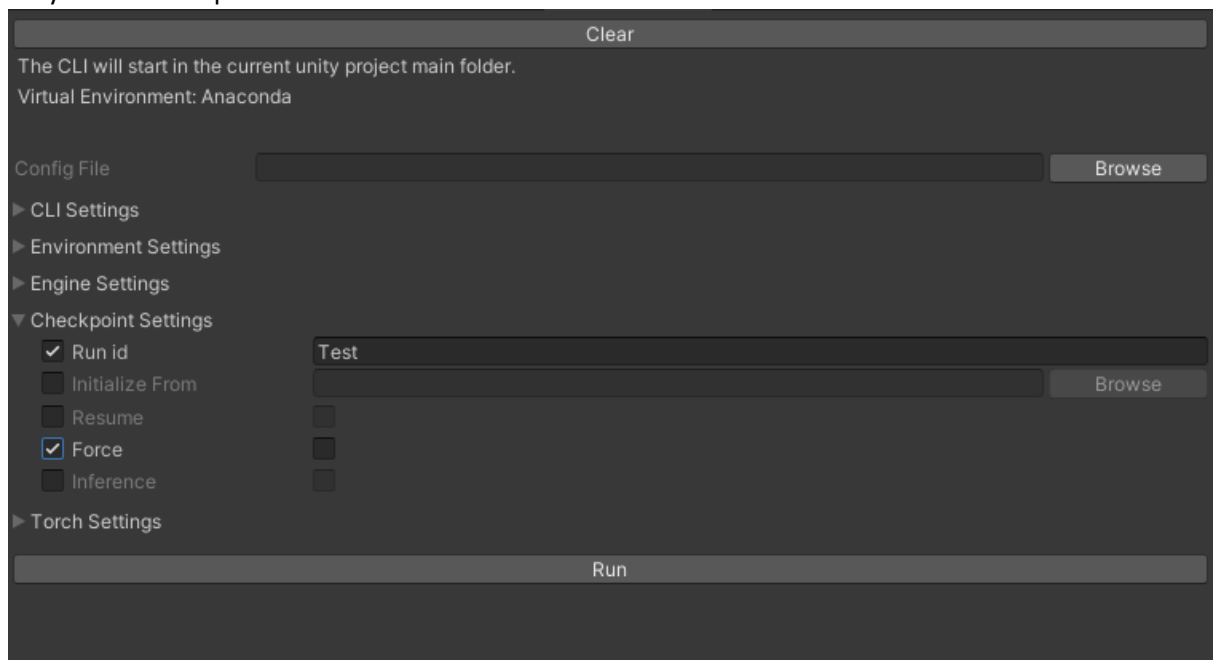 Clear
The CLI will start in the current unity project main folder.
Virtual Environment: Anaconda
Config File Browse
CLI Settings
Environment Settings
Engine Settings
Checkpoint Settings
Run id Test
Initialize From Browse
Resume
Force
Inference
Torch Settings
Run